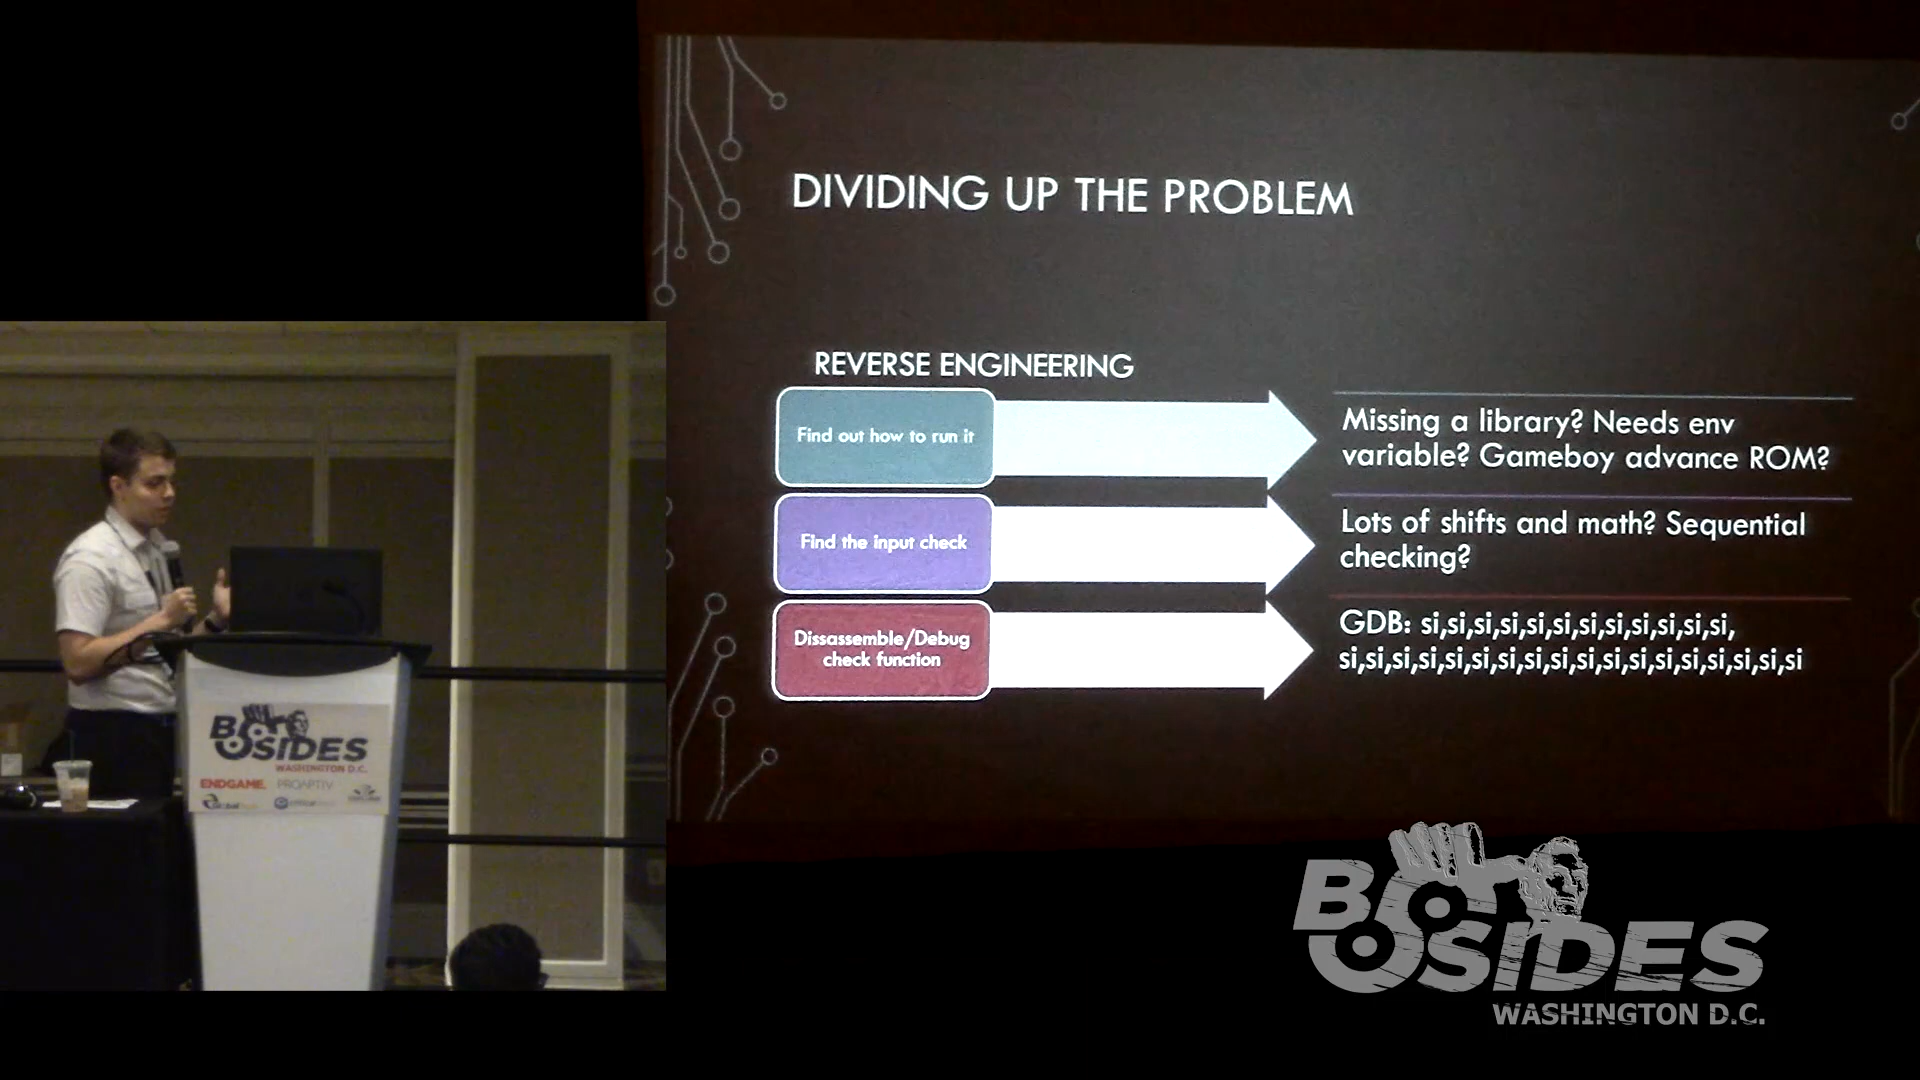 DIVIDING UP THE PROBLEM
REVERSE ENGINEERING
Find out how to run it
Missing a library? Needs env
variable? Gameboy advance ROM?
Find the input check
Lots of shifts and math? Sequential
checking?
Dissassemble/Debug
check function
GDB: si,si,si,si,si,si,si,si,si,si,si,si,
si,si,si,si,si,si,si,si,si,si,si,si,si,si,si,si,si,si
BSIDES
WASHINGTON D.C.
ENDGAME. PROAPTIV
BSIDES
WASHINGTON D.C.